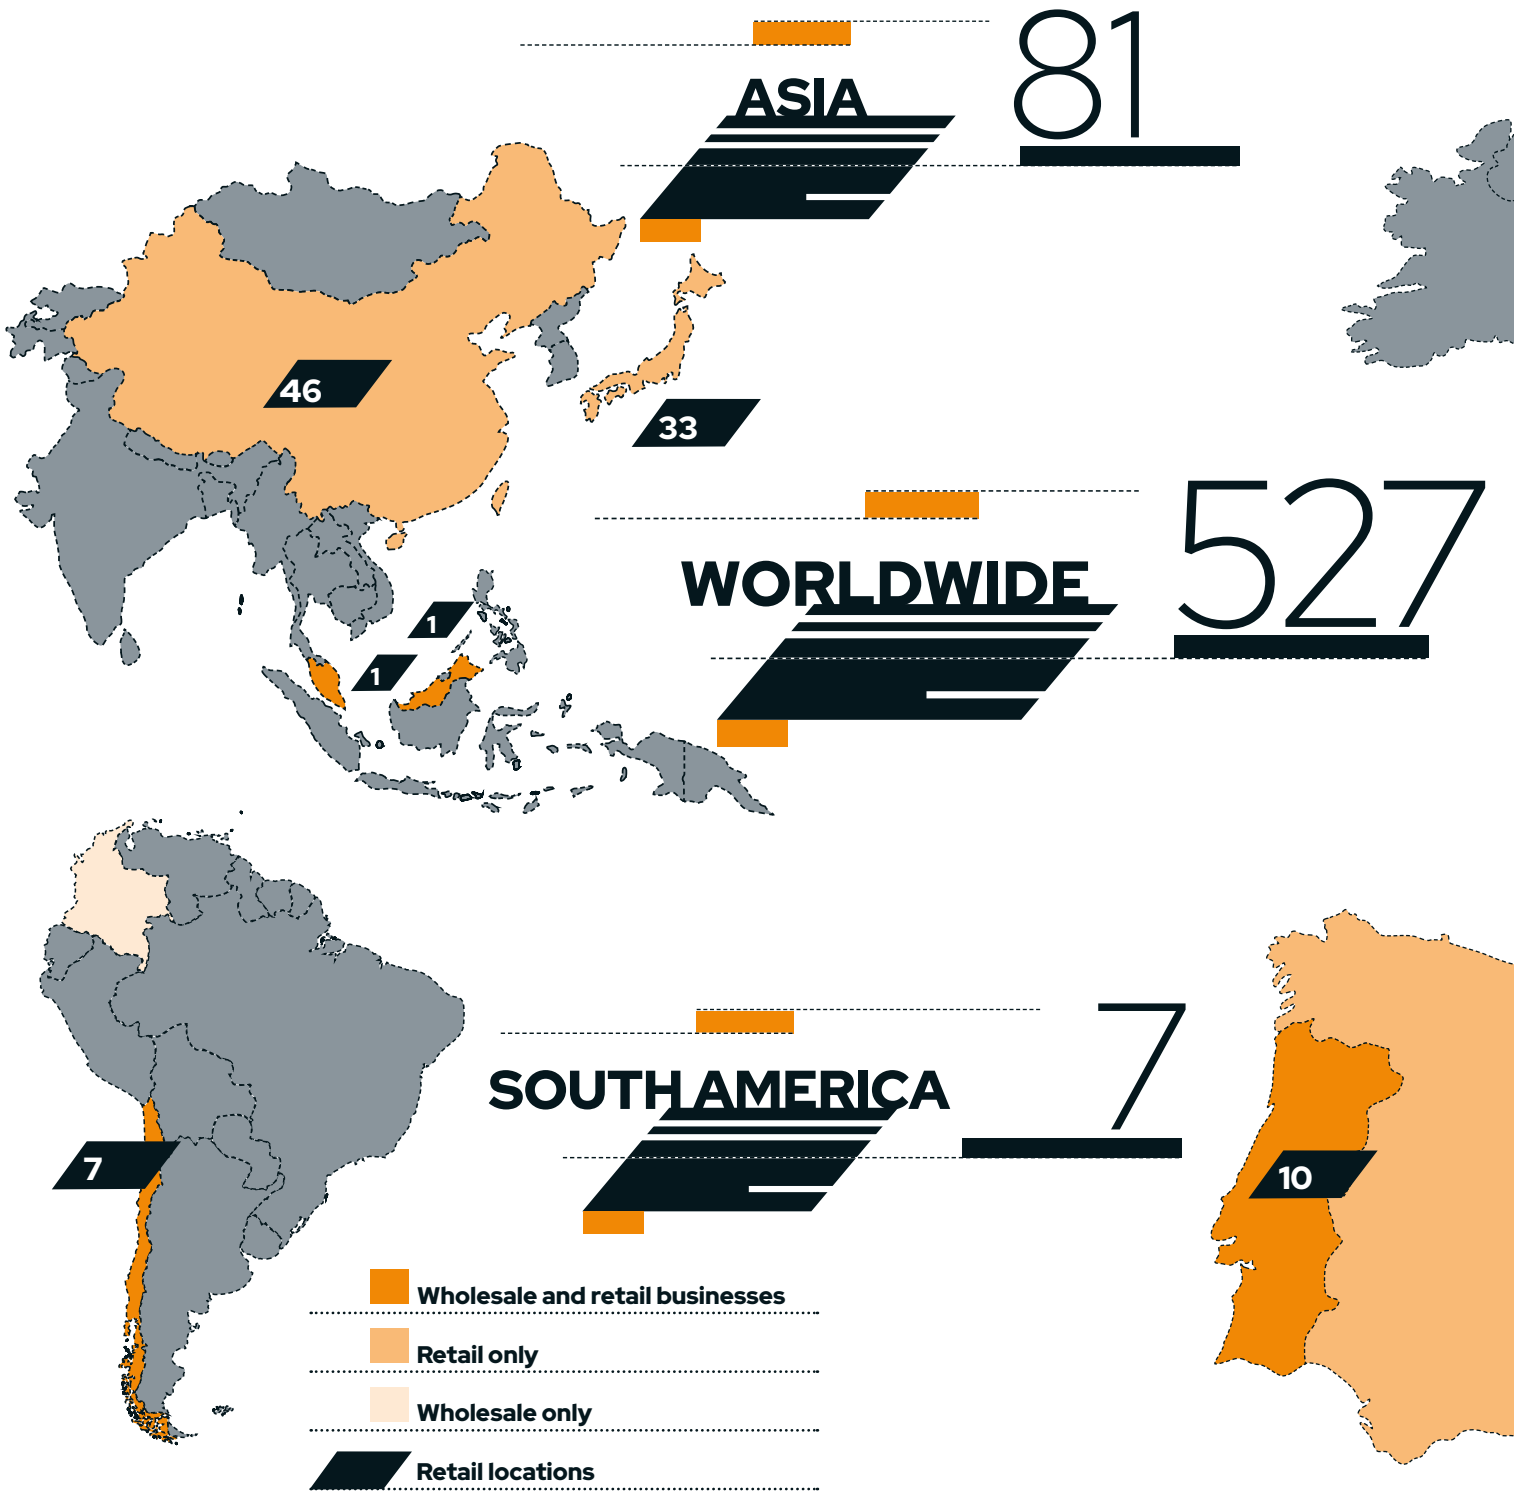 81
ASIA
46
33
527
WORLDWIDE
1
1
7
SOUTH AMERICA
7
10
Wholesale and retail businesses
Retail only
Wholesale only
Retail locations